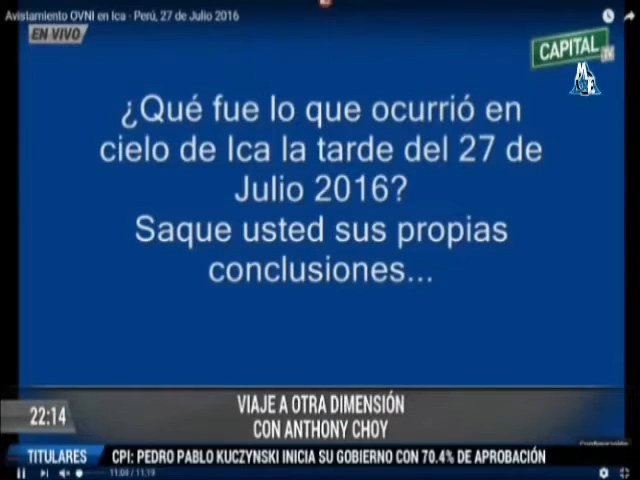 Avistamiento OVNI en Ica - Perú, 27 de Julio 2016
EN VIVO
CAPITAL
TV
¿Qué fue lo que ocurrió en
cielo de Ica la tarde del 27 de
Julio 2016?
Saque usted sus propias
conclusiones...
22:14
VIAJE A OTRA DIMENSIÓN
CON ANTHONY CHOY
TITULARES
CPI: PEDRO PABLO KUCZYNSKI INICIA SU GOBIERNO CON 70.4% DE APROBACIÓN